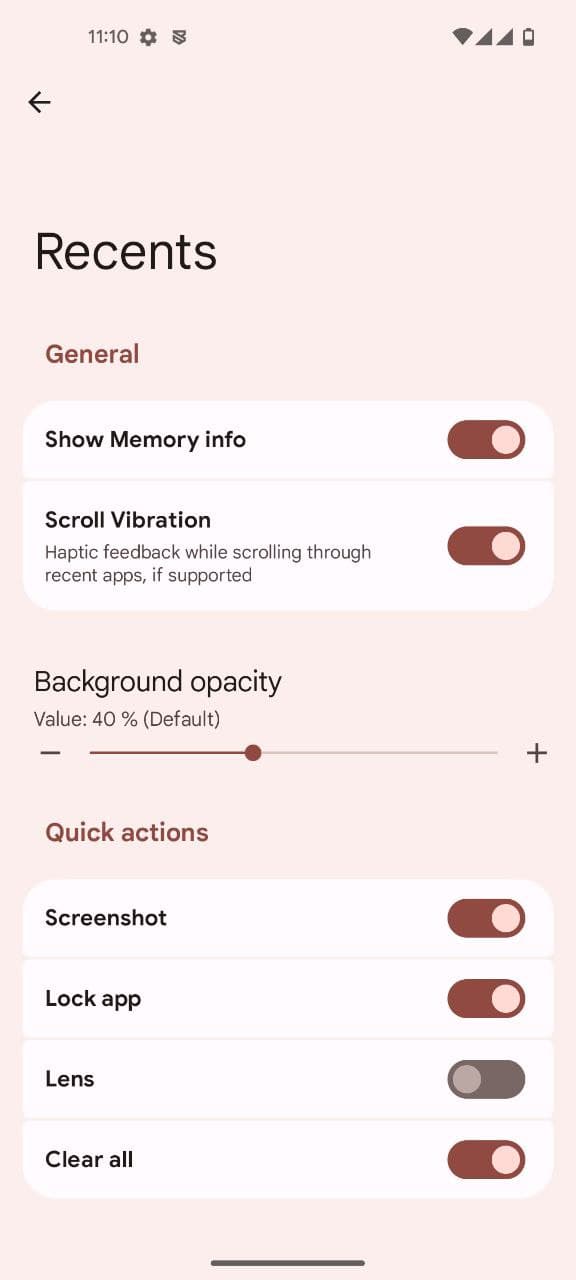 11:10
Recents
General
Show Memory info
Scroll Vibration
Haptic feedback while scrolling through
recent apps, if supported
Background opacity
Value: 40 % (Default)
Quick actions
Screenshot
Lock app
Lens
Clear all